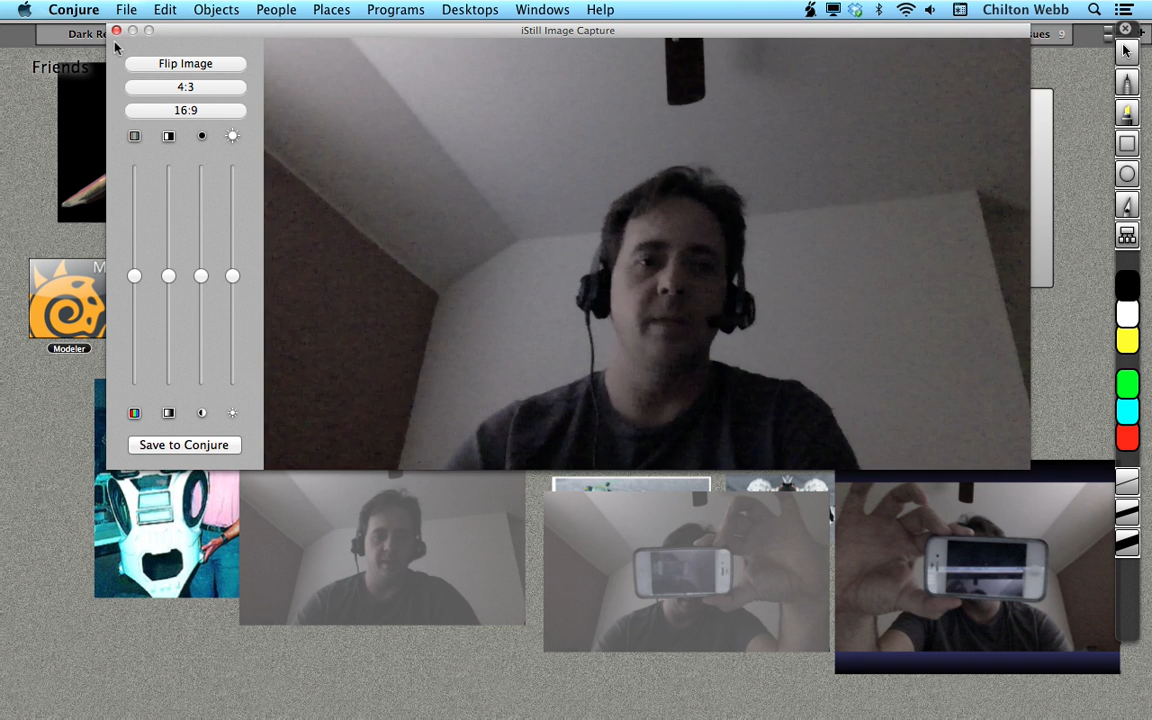 Conjure File Edit Objects People Places Programs Desktops Windows Help Chilton Webb
iStill Image Capture
Dark Re
sues 9
Friends
Flip Image
4:3
16:9
M
Modeler
Save to Conjure